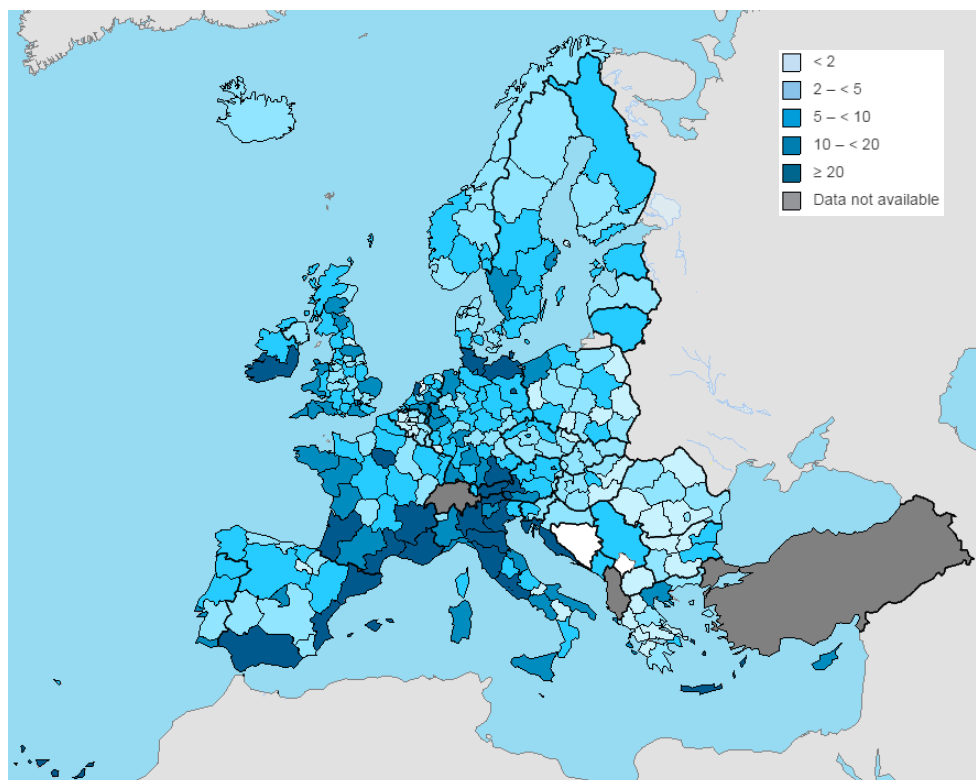 < 2
2 – < 5
5 – < 10
10 – < 20
≥ 20
Data not available